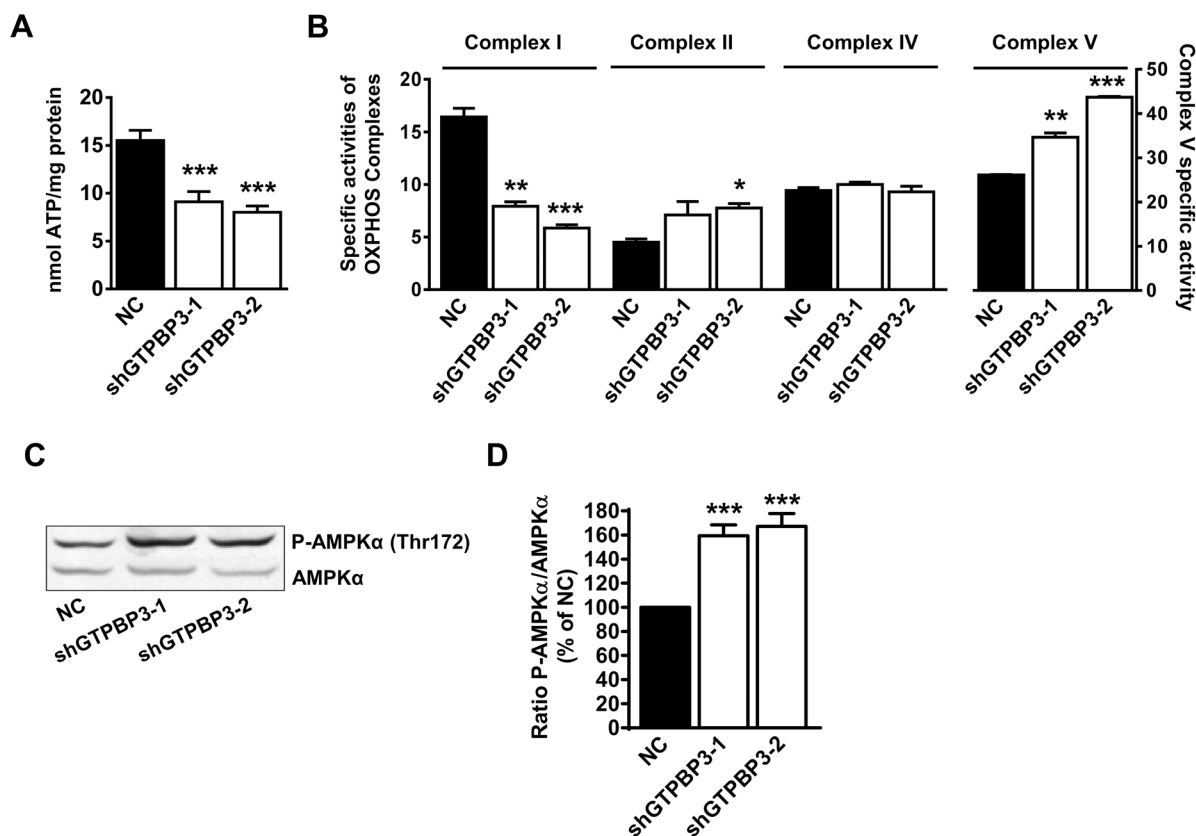 A
nmol ATP/mg protein
20
15
10
5
0
***
***
NC
shGTPBP3-1
shGTPBP3-2
B
Complex I
Complex II
Complex IV
Complex V
Specific activities of
OXPHOS Complexes
20
15
10
5
0
**
***
*
**
***
50
40
30
20
10
0
Complex V specific activity
NC
shGTPBP3-1
shGTPBP3-2
NC
shGTPBP3-1
shGTPBP3-2
NC
shGTPBP3-1
shGTPBP3-2
NC
shGTPBP3-1
shGTPBP3-2
C
P-AMPKα (Thr172)
AMPKα
NC
shGTPBP3-1
shGTPBP3-2
D
Ratio P-AMPKα/AMPKα
(% of NC)
180
160
140
120
100
80
60
40
20
0
***
***
NC
shGTPBP3-1
shGTPBP3-2